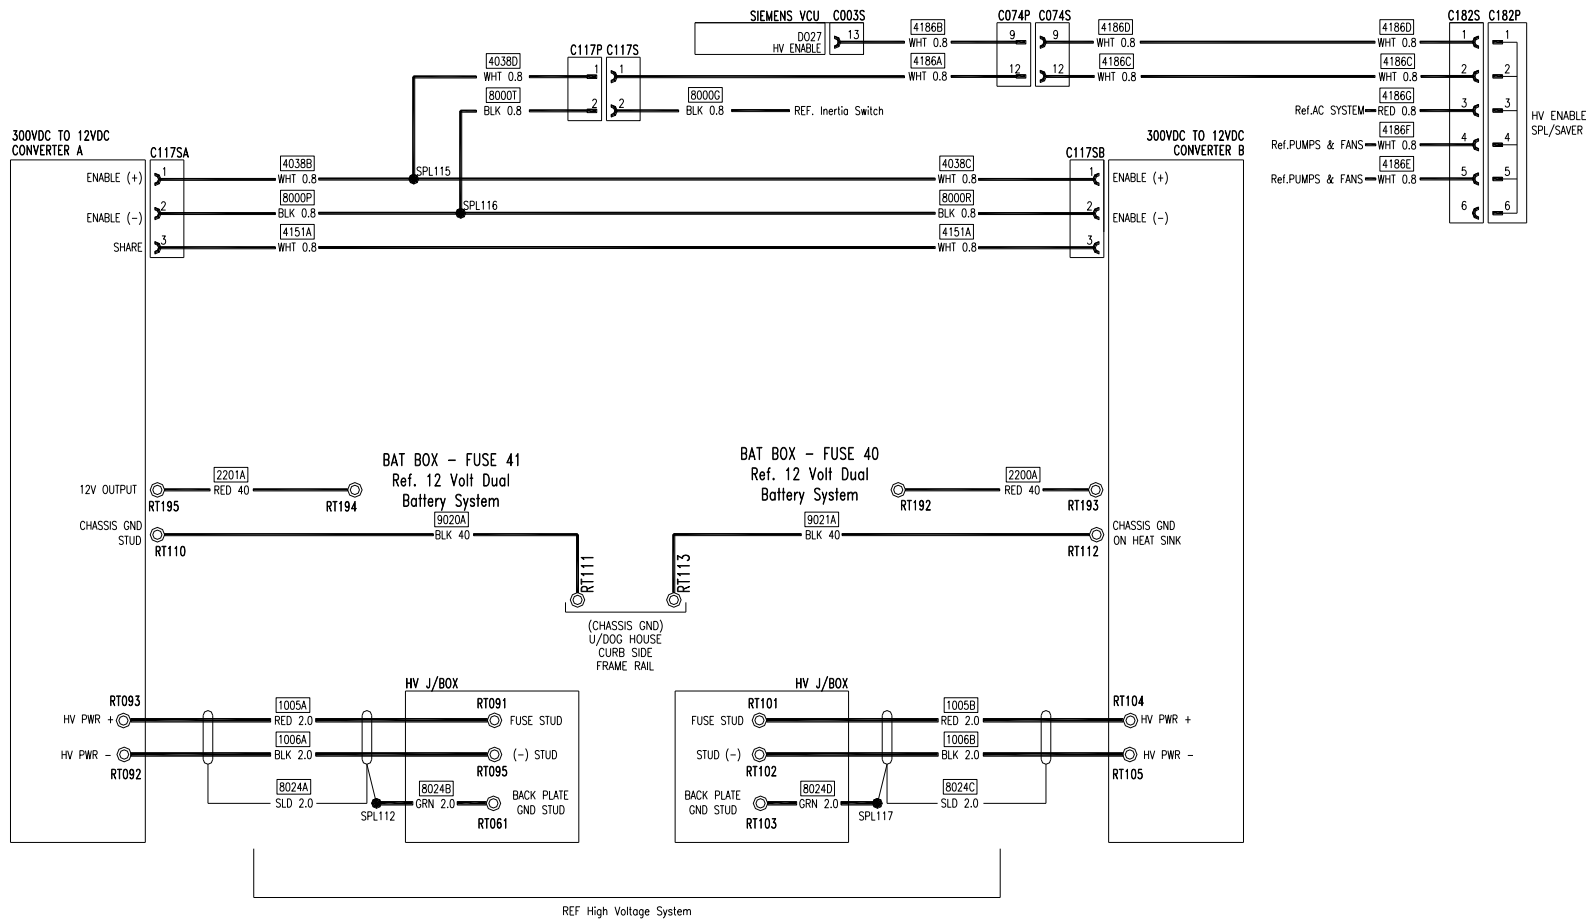 SIEMENS VCU C003S C074P C074S C182S C182P
DO27
HV ENABLE
13 4186B 9 9 4186D 4186D 1 1
WHT 0.8 WHT 0.8 WHT 0.8
C117P C117S
4038D 1 1 4186A 12 12 4186C 4186C 2 2
WHT 0.8 WHT 0.8 WHT 0.8 WHT 0.8
8000T 2 2 8000G 4186G 3 3
BLK 0.8 BLK 0.8 REF. Inertia Switch Ref.AC SYSTEM RED 0.8
HV ENABLE
SPL/SAVER
4186F 4 4
Ref.PUMPS & FANS WHT 0.8
4186E 5 5
Ref.PUMPS & FANS WHT 0.8
6 6
300VDC TO 12VDC
CONVERTER A
300VDC TO 12VDC
CONVERTER B
C117SA C117SB
ENABLE (+) 1 4038B SPL115 4038C 1 ENABLE (+)
WHT 0.8 WHT 0.8
ENABLE (-) 2 8000P SPL116 8000R 2 ENABLE (-)
BLK 0.8 BLK 0.8
SHARE 3 4151A 4151A 3
WHT 0.8 WHT 0.8
BAT BOX - FUSE 41
Ref. 12 Volt Dual
Battery System
BAT BOX - FUSE 40
Ref. 12 Volt Dual
Battery System
12V OUTPUT 2201A 2200A
RED 40 RED 40
RT195 RT194 RT192 RT193
CHASSIS GND
STUD
9020A 9021A
BLK 40 BLK 40
CHASSIS GND
ON HEAT SINK
RT110 RT112
RT111 RT113
(CHASSIS GND)
U/DOG HOUSE
CURB SIDE
FRAME RAIL
HV J/BOX HV J/BOX
RT093 1005A RT091 RT101 1005B RT104
HV PWR + RED 2.0 FUSE STUD FUSE STUD RED 2.0 HV PWR +
1006A 1006B
HV PWR - BLK 2.0 (-) STUD STUD (-) BLK 2.0 HV PWR -
RT092 RT095 RT102 RT105
8024A 8024B 8024D 8024C
SLD 2.0 GRN 2.0 GRN 2.0 SLD 2.0
BACK PLATE
GND STUD
BACK PLATE
GND STUD
SPL112 RT061 RT103 SPL117
REF High Voltage System